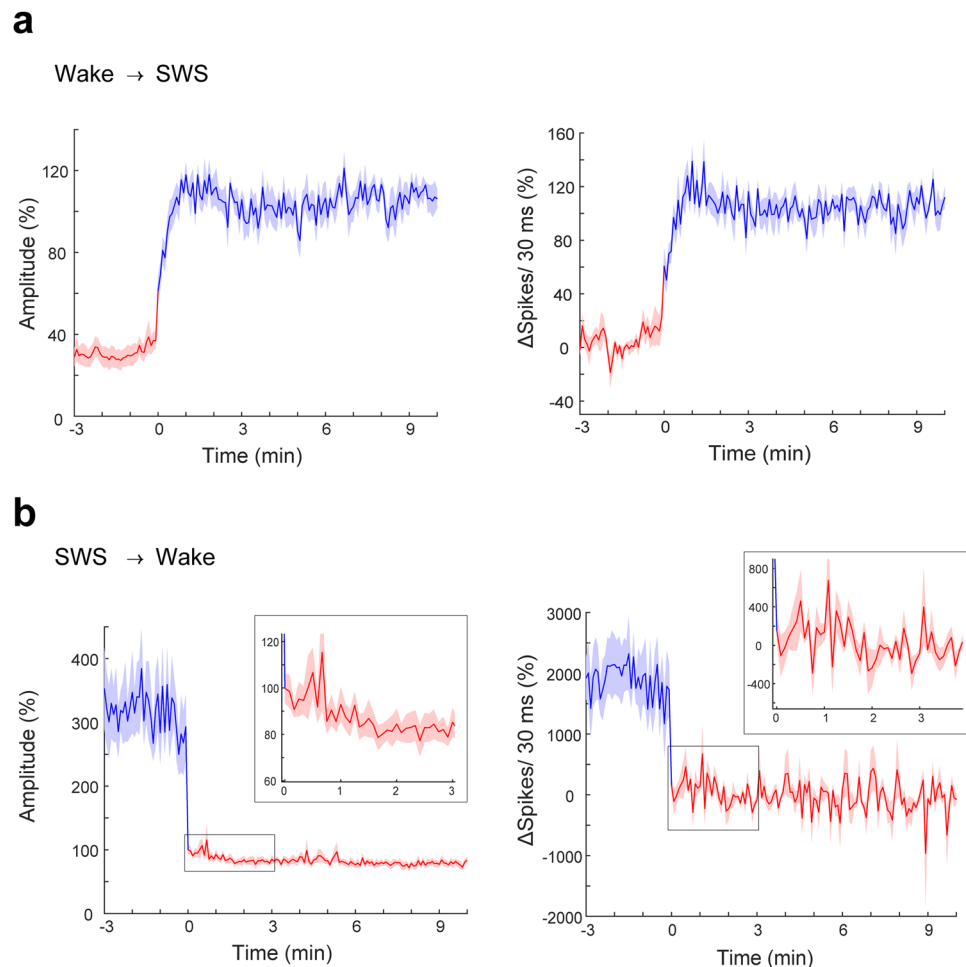 a
Wake → SWS
120
80
40
0
Amplitude (%)
-3 0 3 6 9
Time (min)
160
120
80
40
0
-40
ΔSpikes/ 30 ms (%)
-3 0 3 6 9
Time (min)
b
SWS → Wake
450
400
300
200
100
0
Amplitude (%)
-3 0 3 6 9
Time (min)
120
100
80
60
0 1 2 3
3000
2000
1000
0
-1000
-2000
ΔSpikes/ 30 ms (%)
-3 0 3 6 9
Time (min)
800
400
0
-400
0 1 2 3